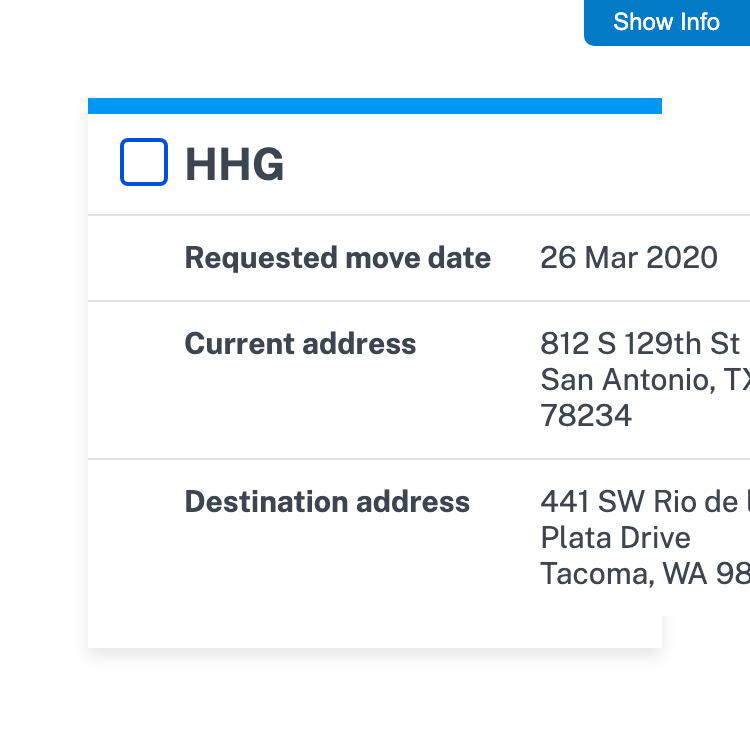 Show Info
HHG
Requested move date 26 Mar 2020
Current address 812 S 129th St
San Antonio,
78234
Destination address 441 SW Rio de
Plata Drive
Tacoma, WA 98